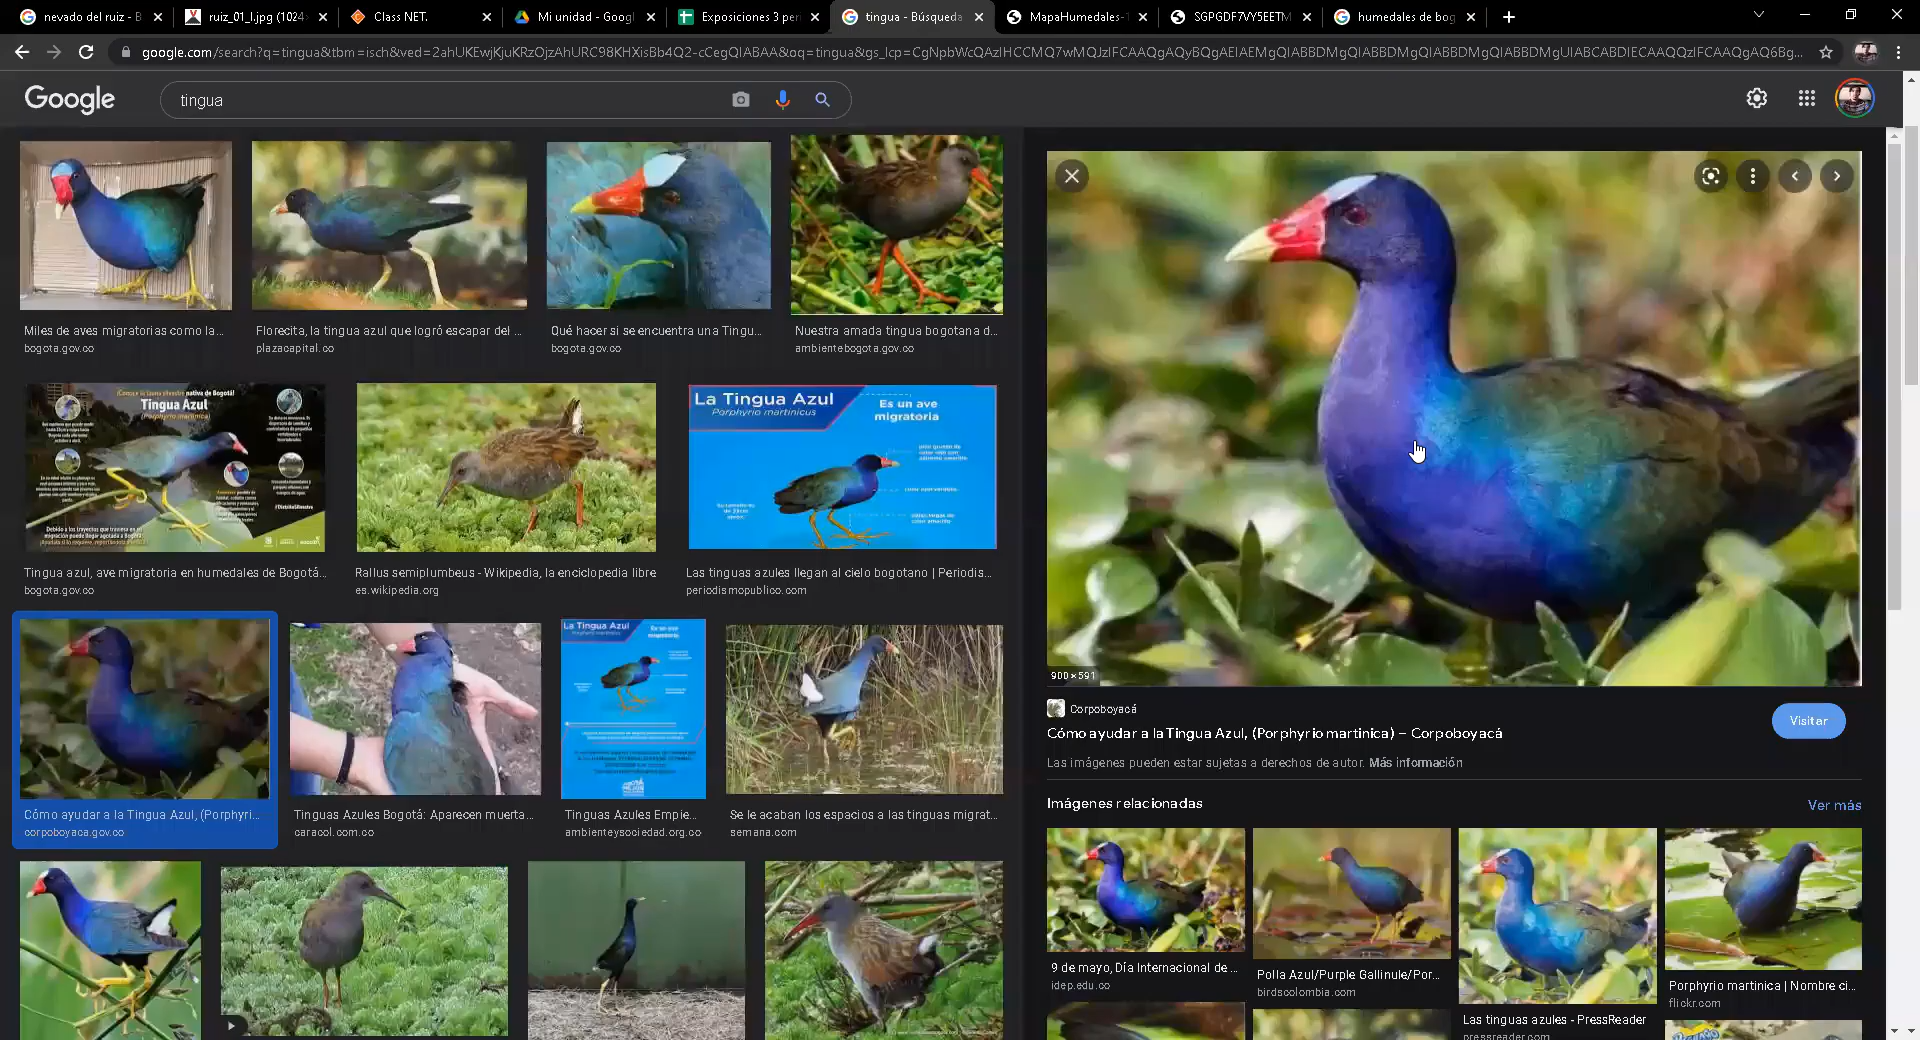 nevado del ruiz - B
ruiz_01_l.jpg (1024
Class NET.
Mi unidad - Googl
Exposiciones 3 peri
tingua - Búsqueda
MapaHumedales-1
SGPGDF7VY5EETM
humedales de bog
google.com/search?q=tingua&tbm=isch&ved=
Google
tingua
Miles de aves migratorias como la...
bogota.gov.co
Florecita, la tingua azul que logró escapar del ...
plazacapital.co
Qué hacer si se encuentra una Tingu...
bogota.gov.co
Nuestra amada tingua bogotana d...
ambientebogota.gov.co
Tingua Azul
La Tingua Azul
Porphyrio martinicus
Es un ave
migratoria
Tingua azul, ave migratoria en humedales de Bogotá...
bogota.gov.co
Rallus semiplumbeus - Wikipedia, la enciclopedia libre
es.wikipedia.org
Las tinguas azules llegan al cielo bogotano | Periodis...
periodismopublico.com
La Tingua Azul
Cómo ayudar a la Tingua Azul, (Porphyri...
corpoboyaca.gov.co
Tinguas Azules Bogotá: Aparecen muerta...
caracol.com.co
Tinguas Azules Empie...
ambienteysociedad.org.co
Se le acaban los espacios a las tinguas migrat...
semana.com
900×591
Corpoboyacá
Cómo ayudar a la Tingua Azul, (Porphyrio martinica) – Corpoboyacá
Visitar
Las imágenes pueden estar sujetas a derechos de autor. Más información
Imágenes relacionadas
Ver más
9 de mayo, Día Internacional de ...
idep.edu.co
Polla Azul/Purple Gallinule/Por...
birdscolombia.com
Las tinguas azules - PressReader
pressreader.com
Porphyrio martinica | Nombre ci...
flickr.com